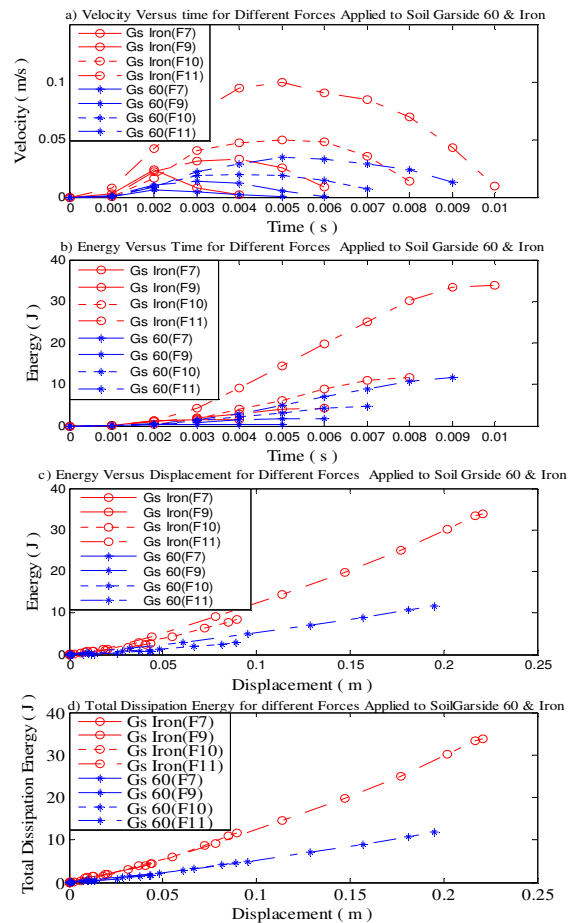 a) Velocity Versus time for Different Forces Applied to Soil Garside 60 & Iron
Gs Iron(F7)
Gs Iron(F9)
Gs Iron(F10)
Gs Iron(F11)
Gs 60(F7)
Gs 60(F9)
Gs 60(F10)
Gs 60(F11)
Velocity ( m/s )
0.1
0.05
0
0 0.001 0.002 0.003 0.004 0.005 0.006 0.007 0.008 0.009 0.01
Time ( s )
b) Energy Versus Time for Different Forces Applied to Soil Garside 60 & Iron
Gs Iron(F7)
Gs Iron(F9)
Gs Iron(F10)
Gs Iron(F11)
Gs 60(F7)
Gs 60(F9)
Gs 60(F10)
Gs 60(F11)
Energy ( J )
40
30
20
10
0
0 0.001 0.002 0.003 0.004 0.005 0.006 0.007 0.008 0.009 0.01
Time ( s )
c) Energy Versus Displacement for Different Forces Applied to Soil Grside 60 & Iron
Gs Iron(F7)
Gs Iron(F9)
Gs Iron(F10)
Gs Iron(F11)
Gs 60(F7)
Gs 60(F9)
Gs 60(F10)
Gs 60(F11)
Energy ( J )
40
30
20
10
0
0 0.05 0.1 0.15 0.2 0.25
Displacement ( m )
d) Total Dissipation Energy for different Forces Applied to SoilGarside 60 & Iron
Gs Iron(F7)
Gs Iron(F9)
Gs Iron(F10)
Gs Iron(F11)
Gs 60(F7)
Gs 60(F9)
Gs 60(F10)
Gs 60(F11)
Total Dissipation Energy ( J )
40
30
20
10
0
0 0.05 0.1 0.15 0.2 0.25
Displacement ( m )